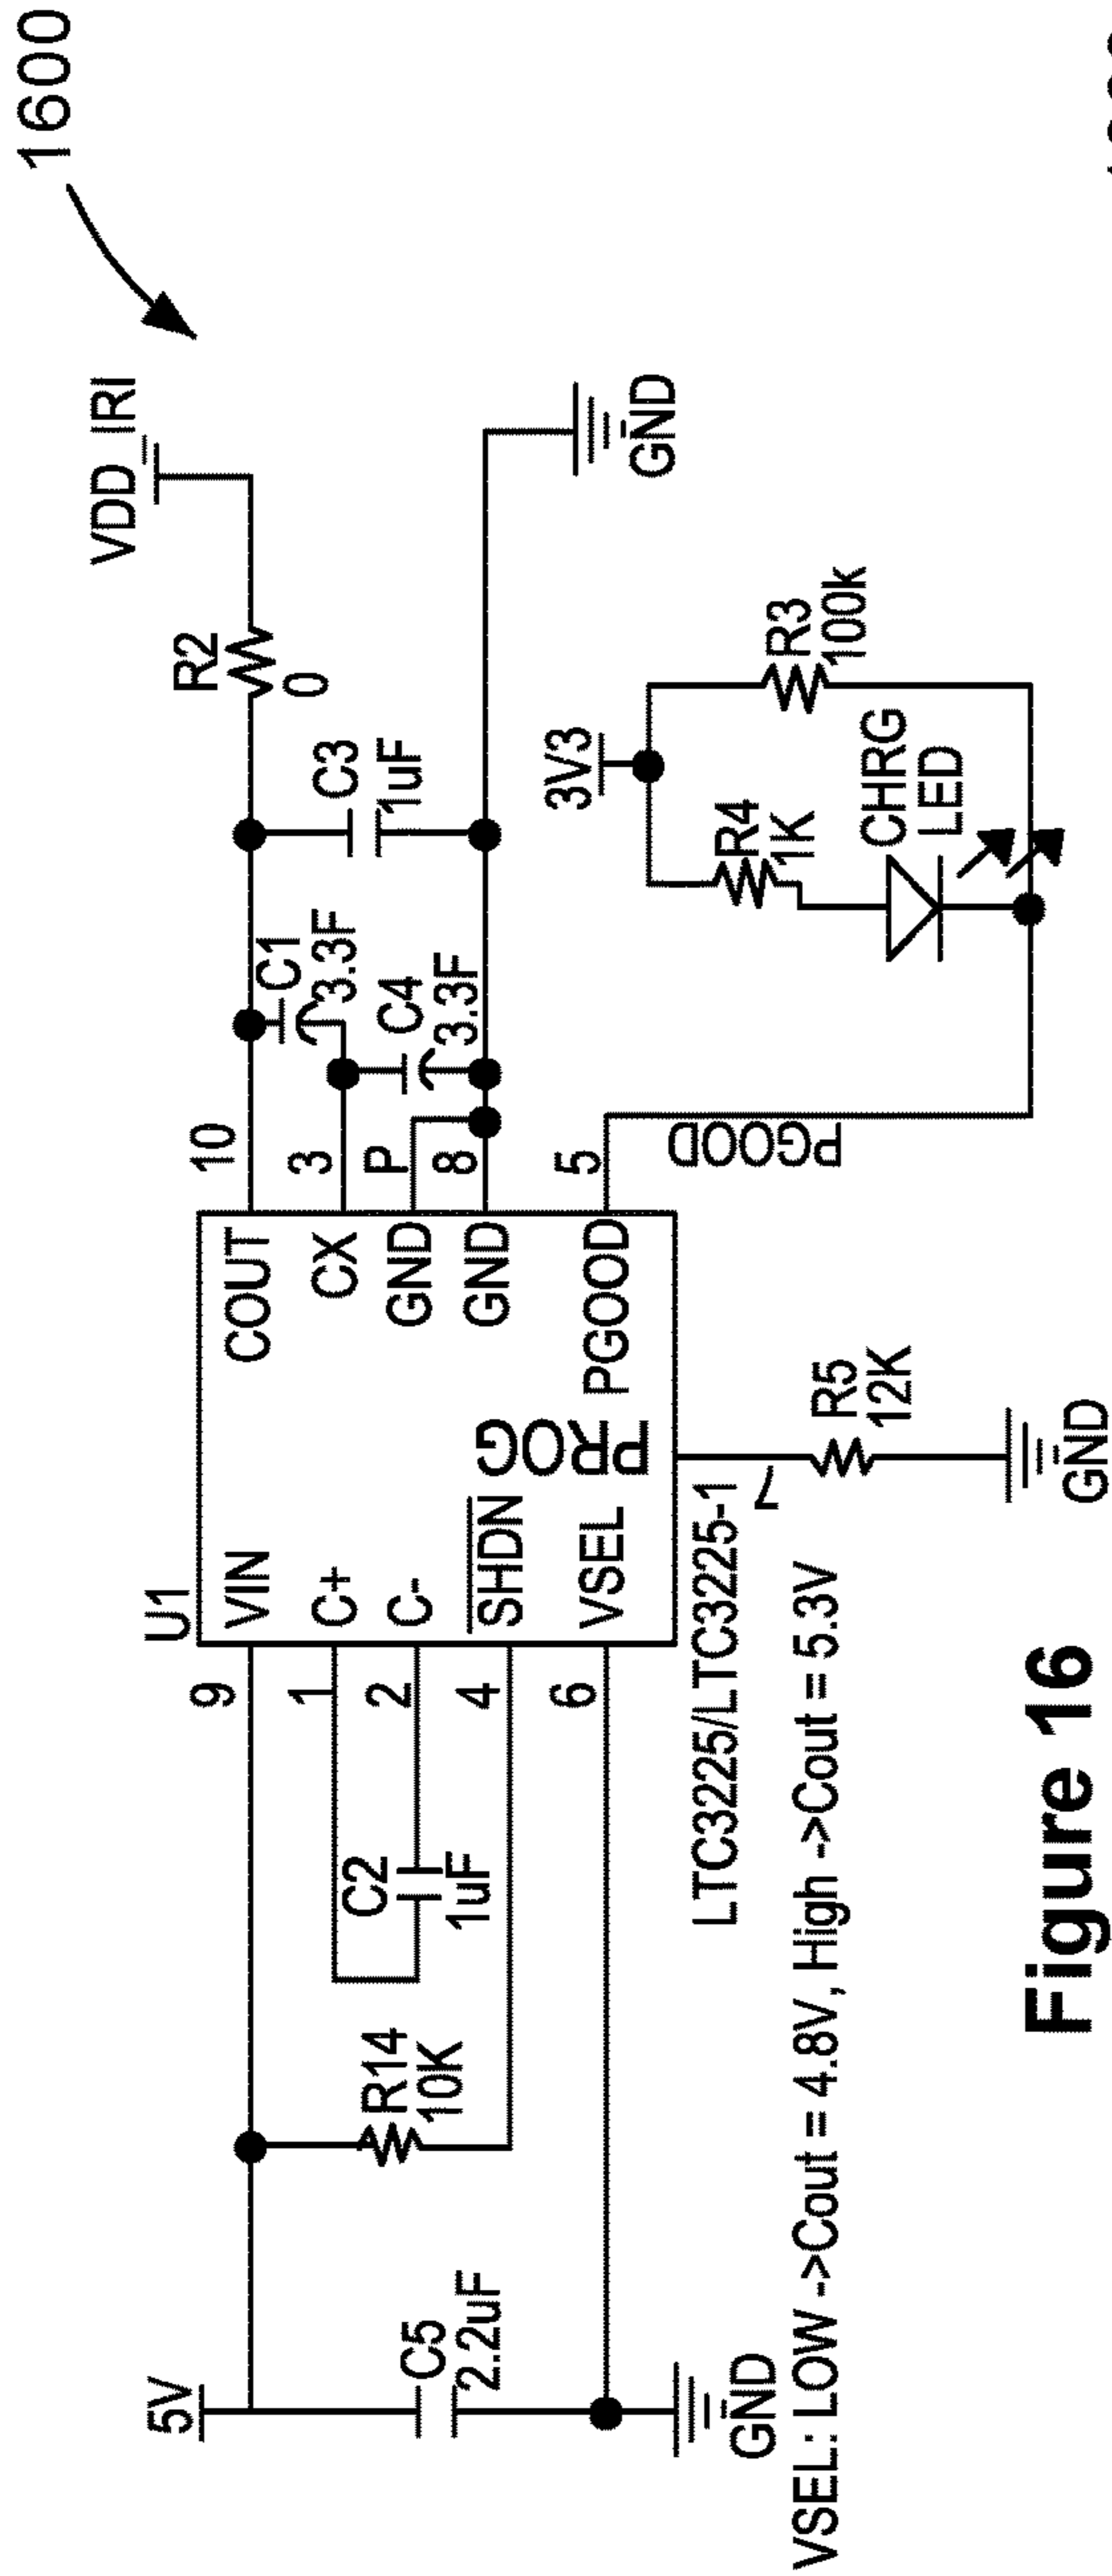 1600
VDD_IRI
R2
0
10
C1
3.3F
C3
1uF
3
P
C4
3.3F
8
GND
5
PGOOD
3V3
R4
1K
R3
100k
CHRG
LED
U1
VIN
COUT
C+
CX
C-
GND
SHDN
GND
VSEL
PROG
PGOOD
9
1
2
4
6
5V
R14
10K
C2
1uF
C5
2.2uF
GND
LTC3225/LTC3225-1
7
R5
12K
GND
VSEL: LOW ->Cout = 4.8V, High ->Cout = 5.3V
Figure 16